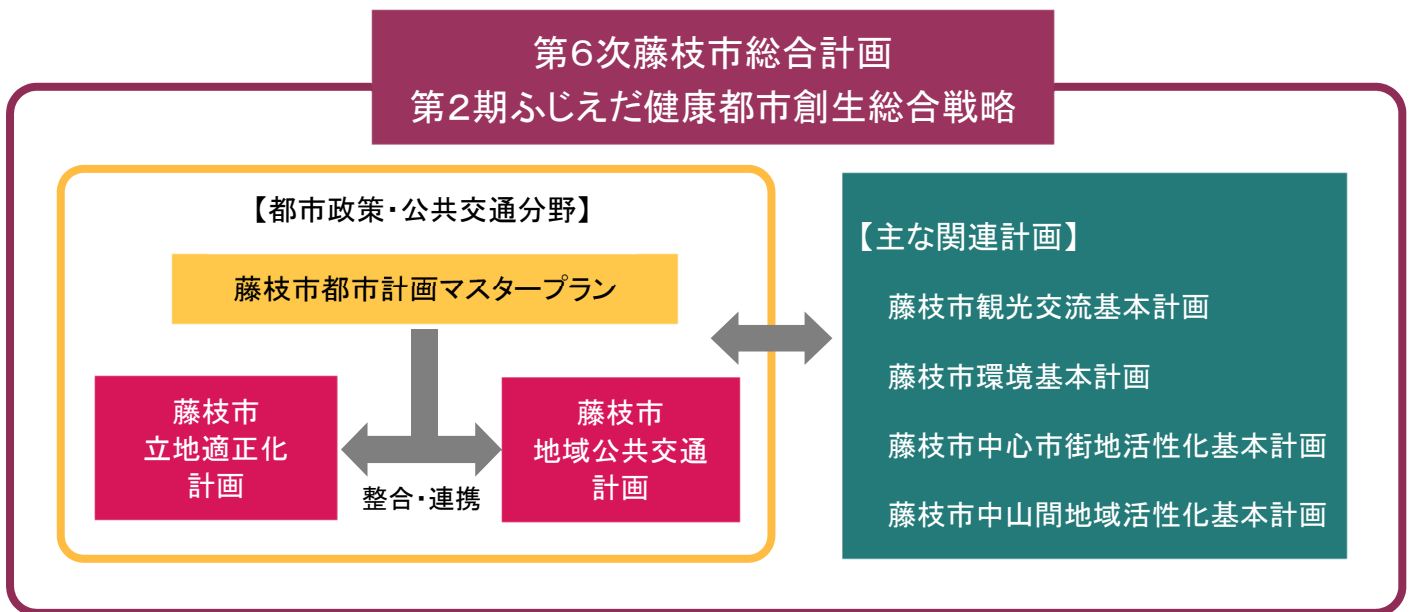 第6次藤枝市総合計画
第2期ふじえだ健康都市創生総合戦略
【都市政策・公共交通分野】
藤枝市都市計画マスタープラン
藤枝市
立地適正化
計画
整合・連携
藤枝市
地域公共交通
計画
【主な関連計画】
藤枝市観光交流基本計画
藤枝市環境基本計画
藤枝市中心市街地活性化基本計画
藤枝市中山間地域活性化基本計画